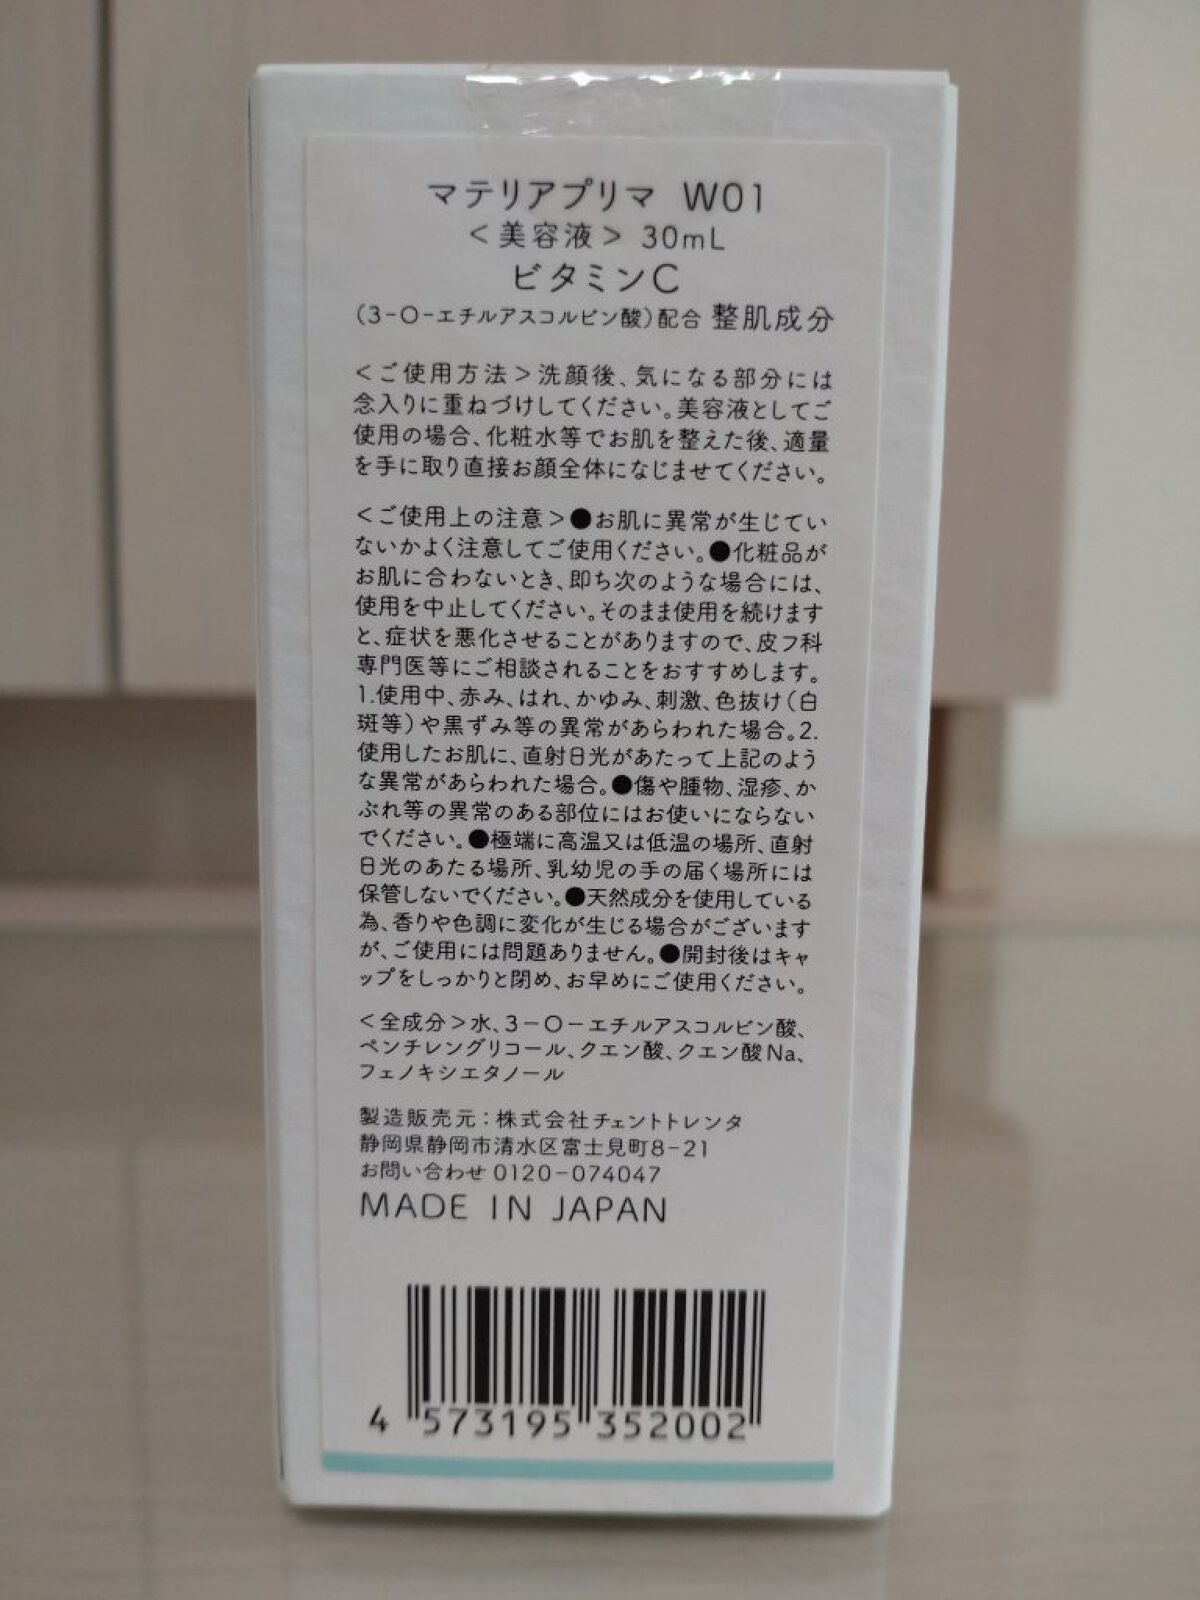 マテリアプリマ W01
＜美容液＞ 30mL
ビタミンC
（3-O-エチルアスコルビン酸）配合 整肌成分
＜ご使用方法＞洗顔後、気になる部分には
念入りに重ねづけしてください。美容液としてご
使用の場合、化粧水等でお肌を整えた後、適量
を手に取り直接お顔全体になじませてください。
＜ご使用上の注意＞●お肌に異常が生じてい
ないかよく注意してご使用ください。●化粧品が
お肌に合わないとき、即ち次のような場合には、
使用を中止してください。そのまま使用を続けます
と、症状を悪化させることがありますので、皮フ科
専門医等にご相談されることをおすすめします。
1.使用中、赤み、はれ、かゆみ、刺激、色抜け（白
斑等）や黒ずみ等の異常があらわれた場合。2.
使用したお肌に、直射日光があたって上記のよう
な異常があらわれた場合。●傷や腫物、湿疹、か
ぶれ等の異常のある部位にはお使いにならない
でください。●極端に高温又は低温の場所、直射
日光のあたる場所、乳幼児の手の届く場所には
保管しないでください。●天然成分を使用している
為、香りや色調に変化が生じる場合がございます
が、ご使用には問題ありません。●開封後はキャ
ップをしっかりと閉め、お早めにご使用ください。
＜全成分＞水、3－O－エチルアスコルビン酸、
ペンチレングリコール、クエン酸、クエン酸Na、
フェノキシエタノール
製造販売元：株式会社チェントトレンタ
静岡県静岡市清水区富士見町8-21
お問い合わせ 0120-074047
MADE IN JAPAN
4 573195 352002